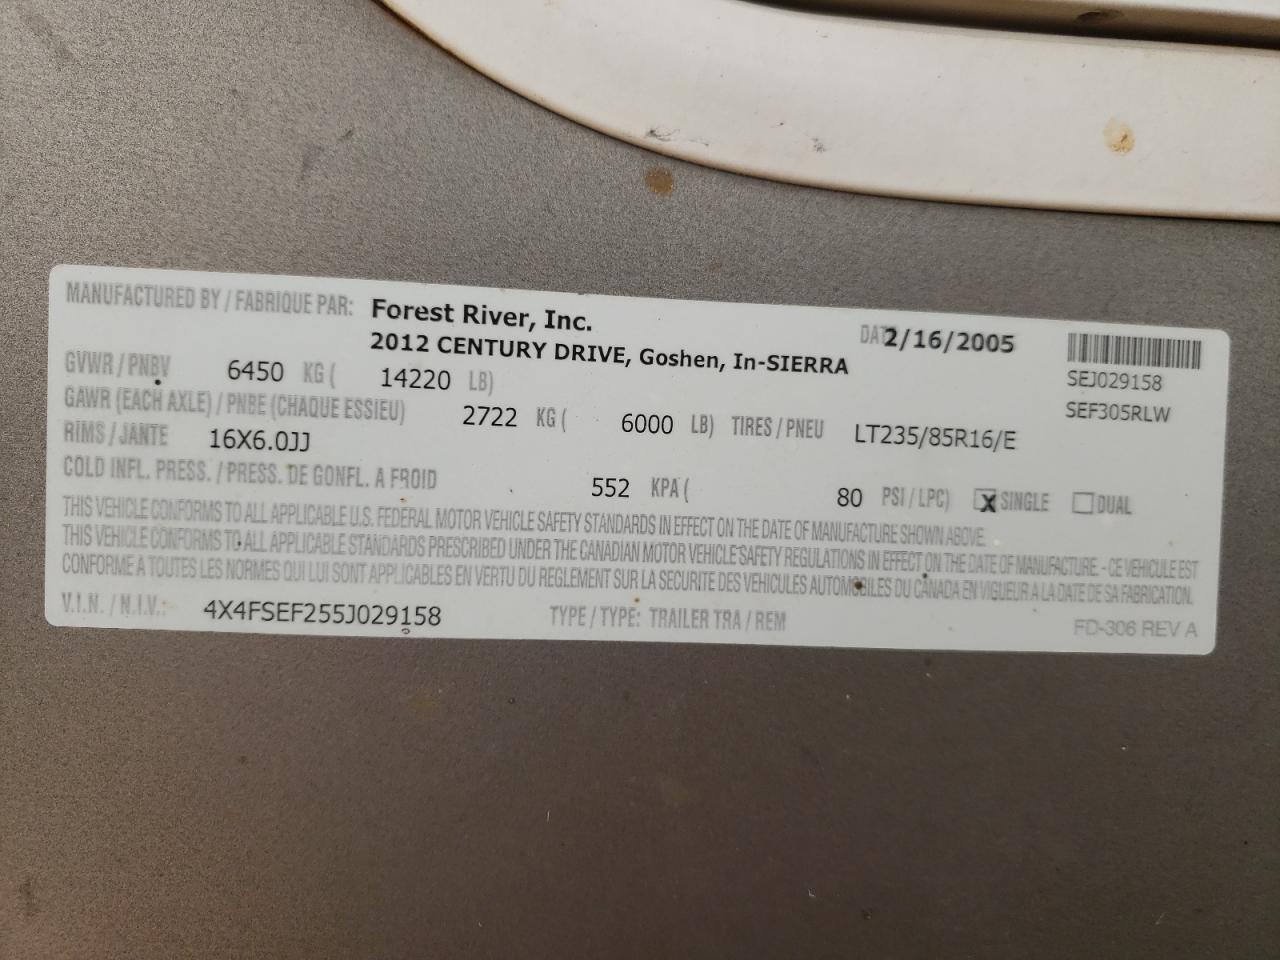 MANUFACTURED BY / FABRIQUE PAR: Forest River, Inc. DAT 2/16/2005
2012 CENTURY DRIVE, Goshen, In-SIERRA
SEJ029158
GVWR / PNBV 6450 KG ( 14220 LB)
SEF305RLW
GAWR (EACH AXLE) / PNBE (CHAQUE ESSIEU) 2722 KG ( 6000 LB) TIRES / PNEU LT235/85R16/E
RIMS / JANTE 16X6.0JJ
COLD INFL. PRESS. / PRESS. DE GONFL. A FROID 552 KPA ( 80 PSI / LPC) X SINGLE DUAL
THIS VEHICLE CONFORMS TO ALL APPLICABLE U.S. FEDERAL MOTOR VEHICLE SAFETY STANDARDS IN EFFECT ON THE DATE OF MANUFACTURE SHOWN ABOVE.
THIS VEHICLE CONFORMS TO ALL APPLICABLE STANDARDS PRESCRIBED UNDER THE CANADIAN MOTOR VEHICLE SAFETY REGULATIONS IN EFFECT ON THE DATE OF MANUFACTURE. - CE VEHICULE EST
CONFORME A TOUTES LES NORMES QUI LUI SONT APPLICABLES EN VERTU DU REGLEMENT SUR LA SECURITE DES VEHICULES AUTOMOBILES DU CANADA EN VIGUEUR A LA DATE DE SA FABRICATION.
V.I.N. / N.I.V.: 4X4FSEF255J029158 TYPE / TYPE: TRAILER TRA / REM FD-306 REV A